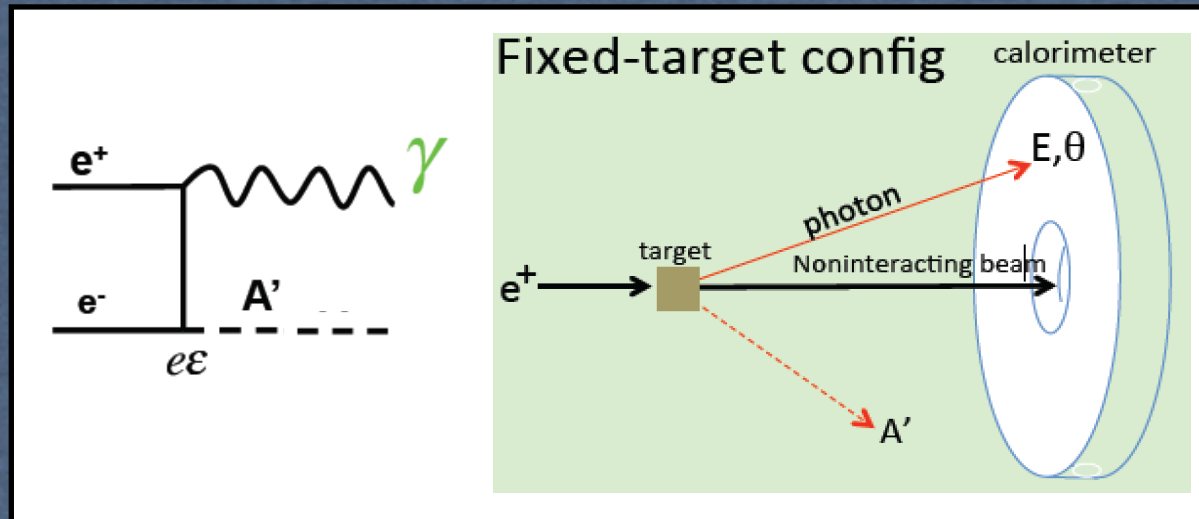 Fixed-target config
calorimeter
e⁺
γ
E,θ
photon
target
Noninteracting beam
e⁺
e⁻
A’
eε
A’